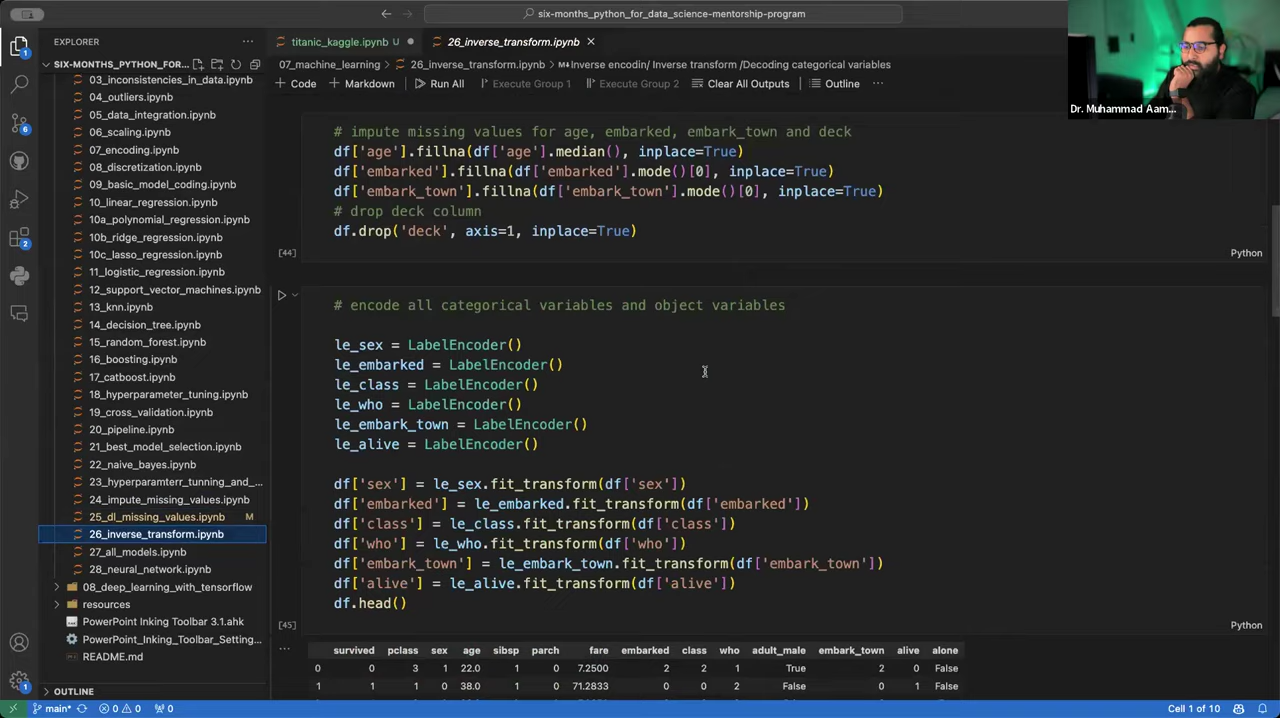 six-months_python_for_data_science-mentorship-program
EXPLORER
titanic_kaggle.ipynb U
26_inverse_transform.ipynb
SIX-MONTHS_PYTHON_FOR...
07_machine_learning > 26_inverse_transform.ipynb > Inverse encodin/ Inverse transform /Decoding categorical variables
+ Code + Markdown Run All Execute Group 1 Execute Group 2 Clear All Outputs Outline ...
Dr. Muhammad Aam...
03_inconsistencies_in_data.ipynb
04_outliers.ipynb
05_data_integration.ipynb
06_scaling.ipynb
07_encoding.ipynb
08_discretization.ipynb
09_basic_model_coding.ipynb
10_linear_regression.ipynb
10a_polynomial_regression.ipynb
10b_ridge_regression.ipynb
10c_lasso_regression.ipynb
11_logistic_regression.ipynb
12_support_vector_machines.ipynb
13_knn.ipynb
14_decision_tree.ipynb
15_random_forest.ipynb
16_boosting.ipynb
17_catboost.ipynb
18_hyperparameter_tuning.ipynb
19_cross_validation.ipynb
20_pipeline.ipynb
21_best_model_selection.ipynb
22_naive_bayes.ipynb
23_hyperparamterr_tunning_and_...
24_impute_missing_values.ipynb
25_dl_missing_values.ipynb M
26_inverse_transform.ipynb
27_all_models.ipynb
28_neural_network.ipynb
08_deep_learning_with_tensorflow
resources
PowerPoint Inking Toolbar 3.1.ahk
PowerPoint_Inking_Toolbar_Setting...
README.md
OUTLINE
1
6
2
1
# impute missing values for age, embarked, embark_town and deck
df['age'].fillna(df['age'].median(), inplace=True)
df['embarked'].fillna(df['embarked'].mode()[0], inplace=True)
df['embark_town'].fillna(df['embark_town'].mode()[0], inplace=True)
# drop deck column
df.drop('deck', axis=1, inplace=True)
[44] Python
# encode all categorical variables and object variables
le_sex = LabelEncoder()
le_embarked = LabelEncoder()
le_class = LabelEncoder()
le_who = LabelEncoder()
le_embark_town = LabelEncoder()
le_alive = LabelEncoder()
df['sex'] = le_sex.fit_transform(df['sex'])
df['embarked'] = le_embarked.fit_transform(df['embarked'])
df['class'] = le_class.fit_transform(df['class'])
df['who'] = le_who.fit_transform(df['who'])
df['embark_town'] = le_embark_town.fit_transform(df['embark_town'])
df['alive'] = le_alive.fit_transform(df['alive'])
df.head()
[45] Python
survived pclass sex age sibsp parch fare embarked class who adult_male embark_town alive alone
0 0 3 1 22.0 1 0 7.2500 2 2 1 True 2 0 False
1 1 1 0 38.0 1 0 71.2833 0 0 2 False 0 1 False
main* 0 0 0 Cell 1 of 10